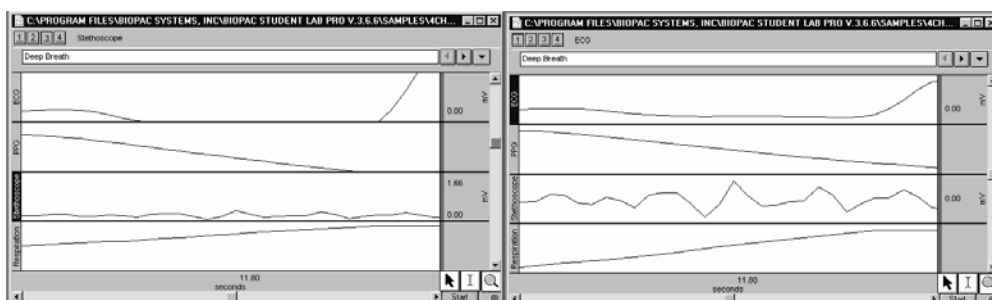 C:\PROGRAM FILES\BIOPAC SYSTEMS, INC\BIOPAC STUDENT LAB PRO V.3.6.6\SAMPLES\4CH...
1 2 3 4 Stethoscope
Deep Breath
ECG
0.00
mV
PPG
Stethoscope
1.66
0.00
mV
Respiration
11.80
seconds
Start
C:\PROGRAM FILES\BIOPAC SYSTEMS, INC\BIOPAC STUDENT LAB PRO V.3.6.6\SAMPLES\4CH...
1 2 3 4 ECG
Deep Breath
ECG
0.00
mV
PPG
Stethoscope
0.00
mV
Respiration
11.80
seconds
Start